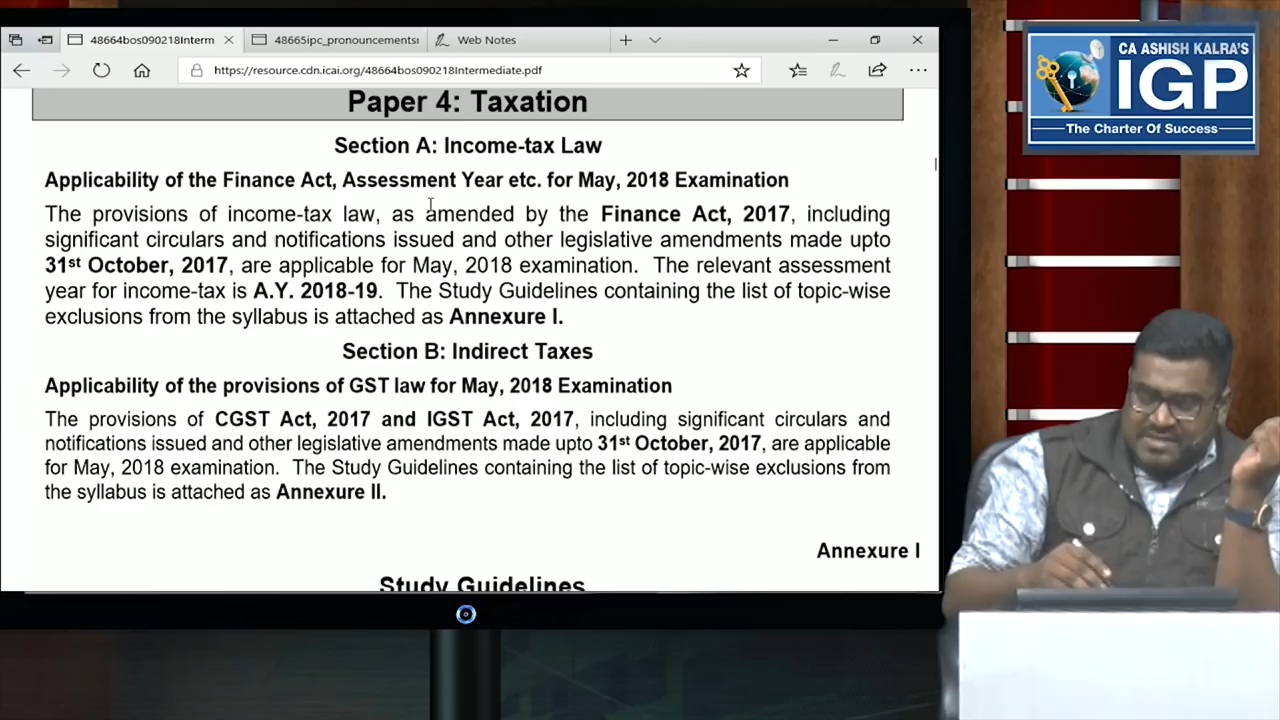 48664bos090218Interm
48665ipc_pronouncements
Web Notes
https://resource.cdn.icai.org/48664bos090218Intermediate.pdf
Paper 4: Taxation
Section A: Income-tax Law
Applicability of the Finance Act, Assessment Year etc. for May, 2018 Examination
The provisions of income-tax law, as amended by the Finance Act, 2017, including
significant circulars and notifications issued and other legislative amendments made upto
31st October, 2017, are applicable for May, 2018 examination. The relevant assessment
year for income-tax is A.Y. 2018-19. The Study Guidelines containing the list of topic-wise
exclusions from the syllabus is attached as Annexure I.
Section B: Indirect Taxes
Applicability of the provisions of GST law for May, 2018 Examination
The provisions of CGST Act, 2017 and IGST Act, 2017, including significant circulars and
notifications issued and other legislative amendments made upto 31st October, 2017, are applicable
for May, 2018 examination. The Study Guidelines containing the list of topic-wise exclusions from
the syllabus is attached as Annexure II.
Annexure I
Study Guidelines
CA ASHISH KALRA'S
IGP
The Charter Of Success